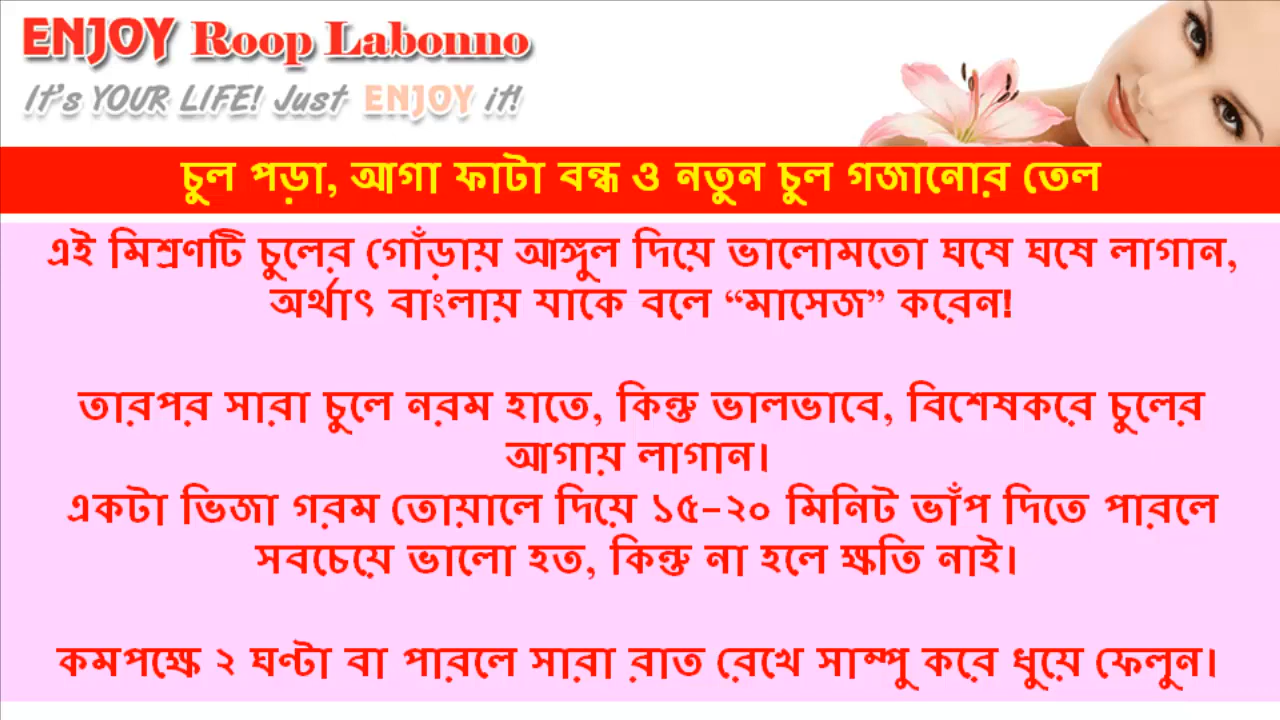 ENJOY Roop Labonno
It's YOUR LIFE! Just ENJOY it!
চুল পড়া, আগা ফাটা বন্ধ ও নতুন চুল গজানোর তেল
এই মিশ্রণটি চুলের গোঁড়ায় আঙ্গুল দিয়ে ভালোমতো ঘষে ঘষে লাগান,
অর্থাৎ বাংলায় যাকে বলে “মাসেজ” করেন!
তারপর সারা চুলে নরম হাতে, কিন্তু ভালভাবে, বিশেষকরে চুলের
আগায় লাগান।
একটা ভিজা গরম তোয়ালে দিয়ে ১৫-২০ মিনিট ভাঁপ দিতে পারলে
সবচেয়ে ভালো হত, কিন্তু না হলে ক্ষতি নাই।
কমপক্ষে ২ ঘণ্টা বা পারলে সারা রাত রেখে সাম্পু করে ধুয়ে ফেলুন।